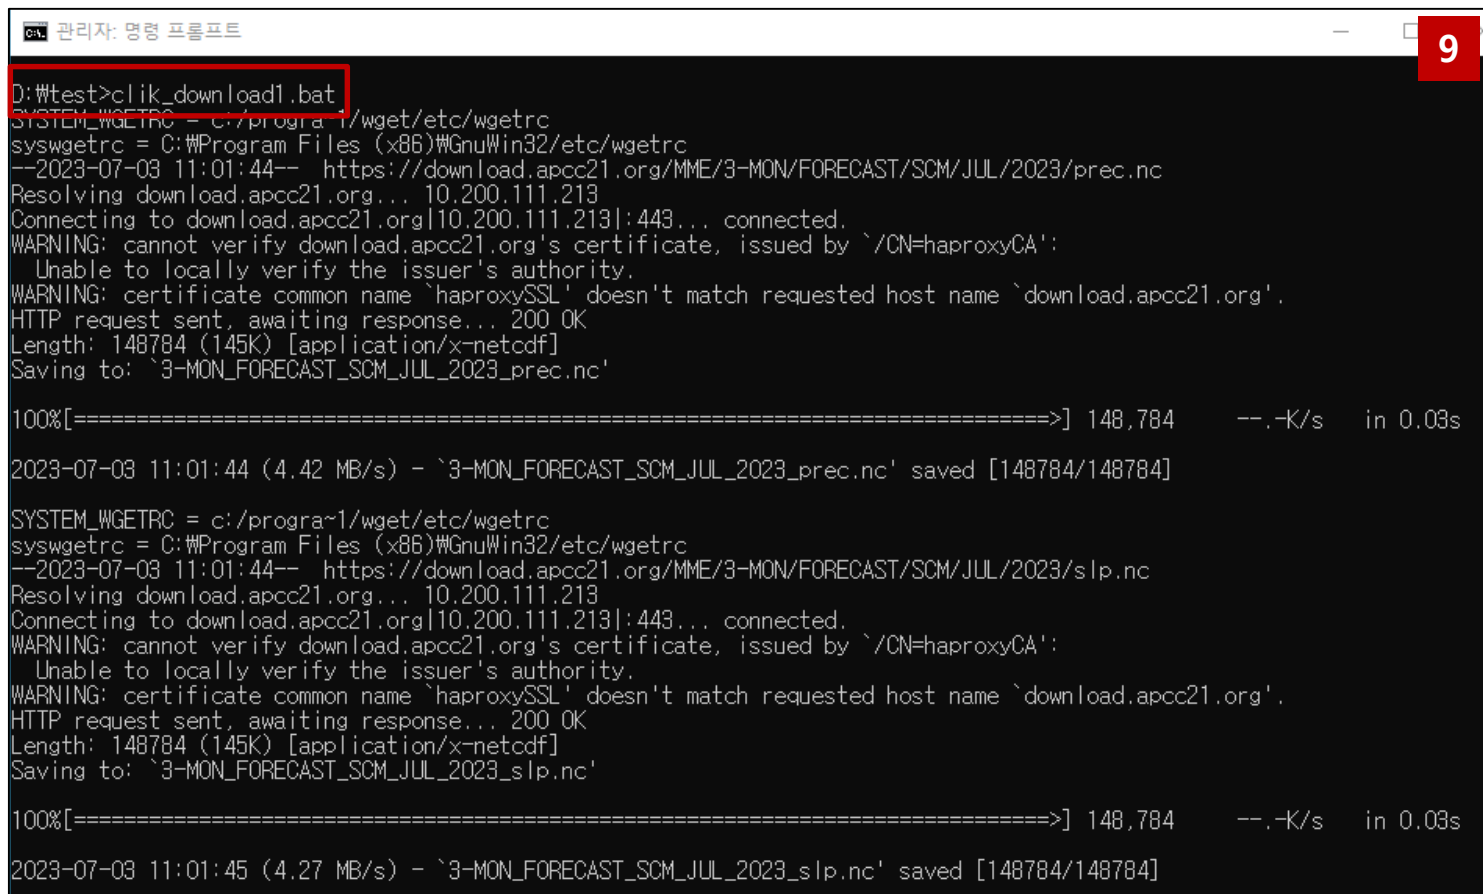 관리자: 명령 프롬프트
9
D:₩test>clik_download1.bat
SYSTEM_WGETRC = c:/progra~1/wget/etc/wgetrc
syswgetrc = C:₩Program Files (x86)₩GnuWin32/etc/wgetrc
--2023-07-03 11:01:44--  https://download.apcc21.org/MME/3-MON/FORECAST/SCM/JUL/2023/prec.nc
Resolving download.apcc21.org... 10.200.111.213
Connecting to download.apcc21.org|10.200.111.213|:443... connected.
WARNING: cannot verify download.apcc21.org's certificate, issued by `/CN=haproxyCA':
  Unable to locally verify the issuer's authority.
WARNING: certificate common name `haproxySSL' doesn't match requested host name `download.apcc21.org'.
HTTP request sent, awaiting response... 200 OK
Length: 148784 (145K) [application/x-netcdf]
Saving to: `3-MON_FORECAST_SCM_JUL_2023_prec.nc'
100%[==============================================================================>] 148,784     --.-K/s   in 0.03s
2023-07-03 11:01:44 (4.42 MB/s) - `3-MON_FORECAST_SCM_JUL_2023_prec.nc' saved [148784/148784]
SYSTEM_WGETRC = c:/progra~1/wget/etc/wgetrc
syswgetrc = C:₩Program Files (x86)₩GnuWin32/etc/wgetrc
--2023-07-03 11:01:44--  https://download.apcc21.org/MME/3-MON/FORECAST/SCM/JUL/2023/slp.nc
Resolving download.apcc21.org... 10.200.111.213
Connecting to download.apcc21.org|10.200.111.213|:443... connected.
WARNING: cannot verify download.apcc21.org's certificate, issued by `/CN=haproxyCA':
  Unable to locally verify the issuer's authority.
WARNING: certificate common name `haproxySSL' doesn't match requested host name `download.apcc21.org'.
HTTP request sent, awaiting response... 200 OK
Length: 148784 (145K) [application/x-netcdf]
Saving to: `3-MON_FORECAST_SCM_JUL_2023_slp.nc'
100%[==============================================================================>] 148,784     --.-K/s   in 0.03s
2023-07-03 11:01:45 (4.27 MB/s) - `3-MON_FORECAST_SCM_JUL_2023_slp.nc' saved [148784/148784]